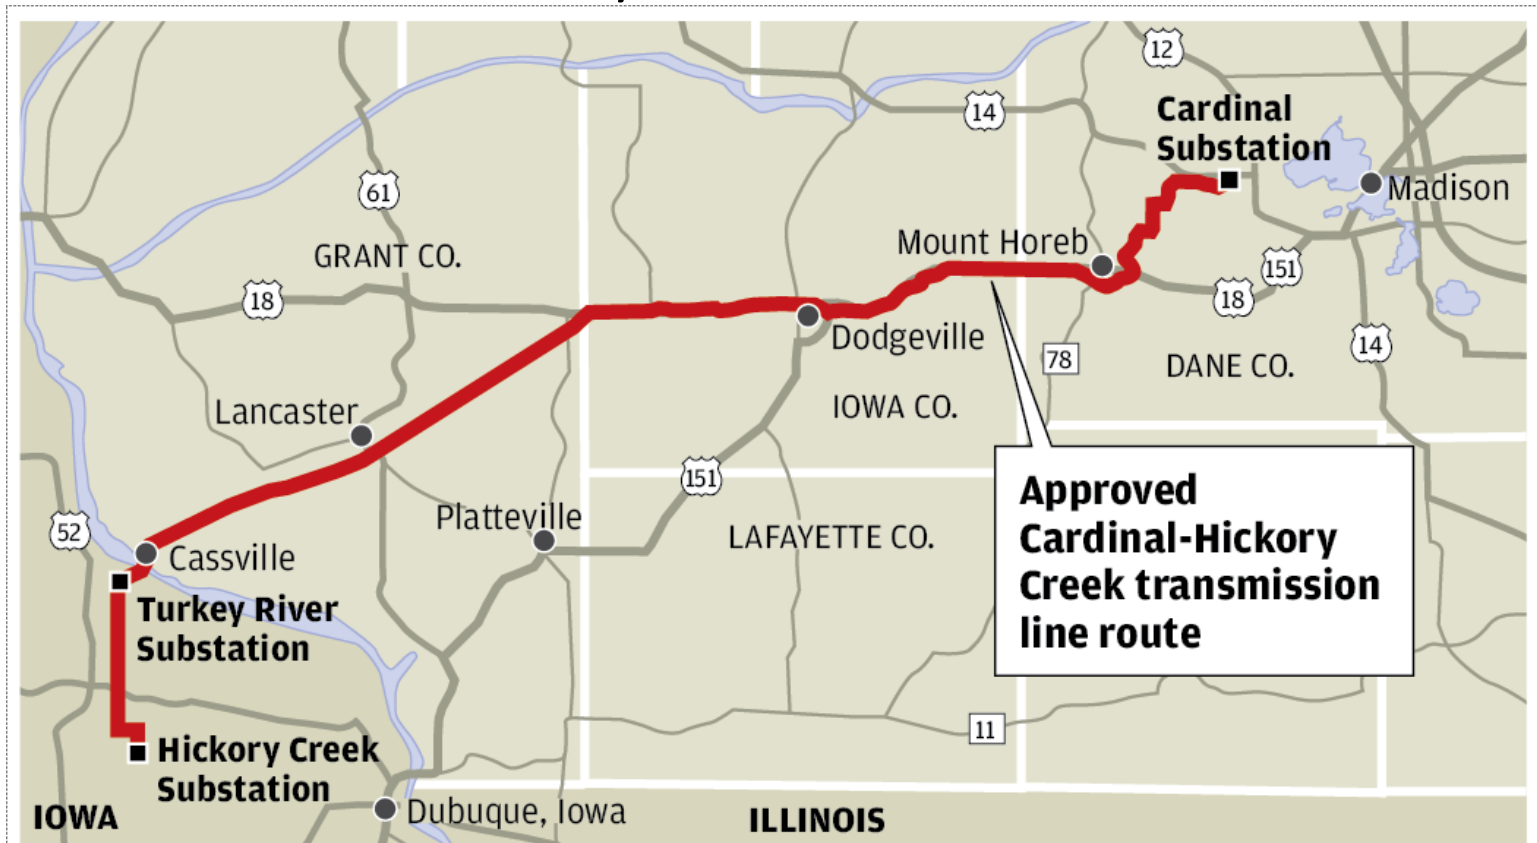 12
14
Cardinal
Substation
Madison
61
Mount Horeb
GRANT CO.
151
18
18
Dodgeville
14
78
DANE CO.
Lancaster
IOWA CO.
151
Approved
Cardinal-Hickory
Creek transmission
line route
Platteville
52
LAFAYETTE CO.
Cassville
Turkey River
Substation
11
Hickory Creek
Substation
IOWA
Dubuque, Iowa
ILLINOIS